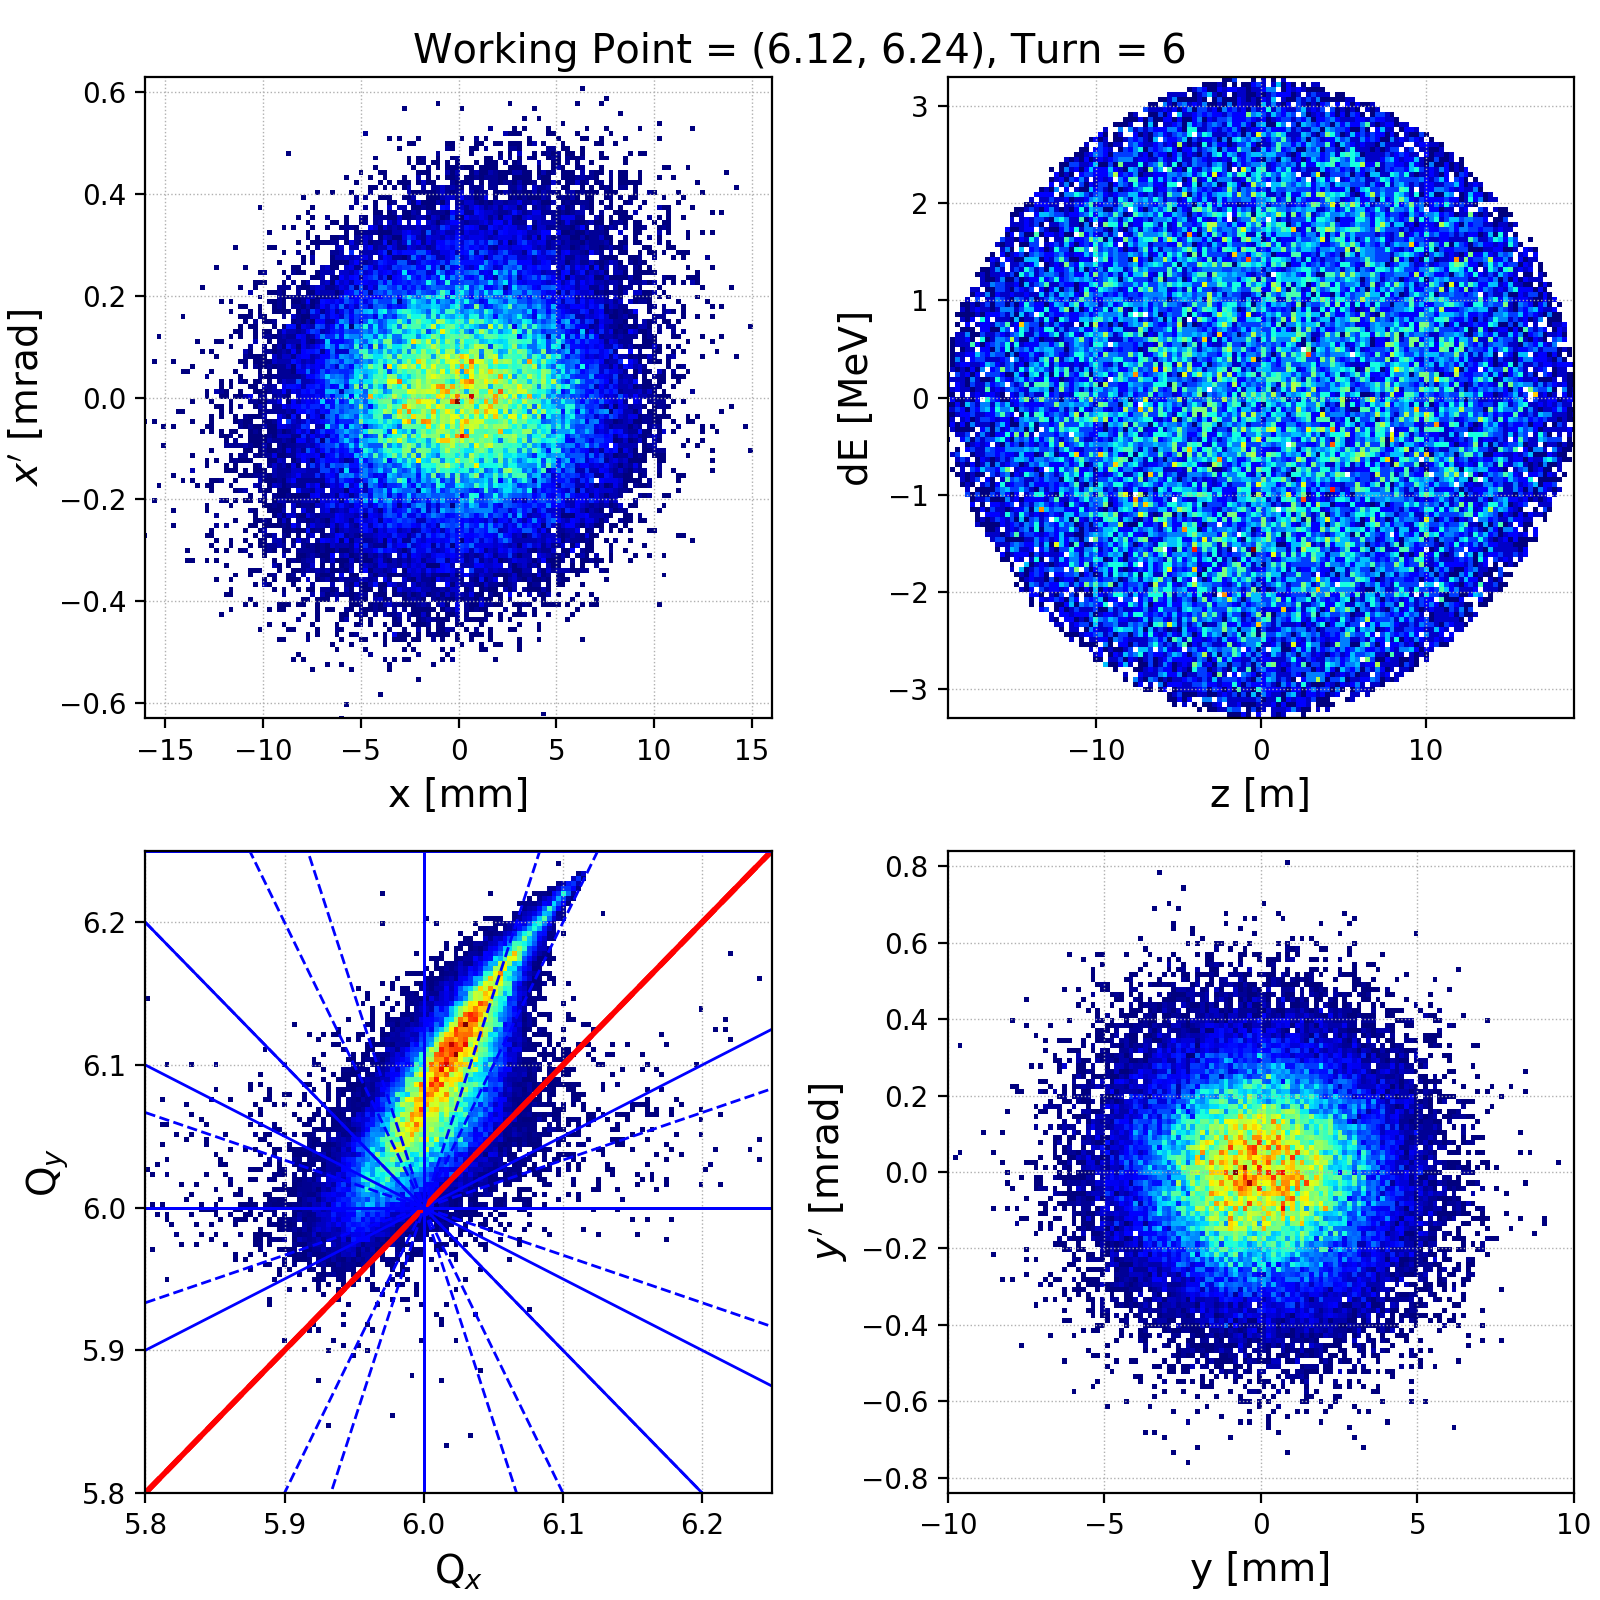 Working Point = (6.12, 6.24), Turn = 6
0.6
0.4
0.2
0.0
−0.2
−0.4
−0.6
x′ [mrad]
−15 −10 −5 0 5 10 15
x [mm]
3
2
1
0
−1
−2
−3
dE [MeV]
−10 0 10
z [m]
6.2
6.1
6.0
5.9
5.8
Qy
5.8 5.9 6.0 6.1 6.2
Qx
0.8
0.6
0.4
0.2
0.0
−0.2
−0.4
−0.6
−0.8
y′ [mrad]
−10 −5 0 5 10
y [mm]